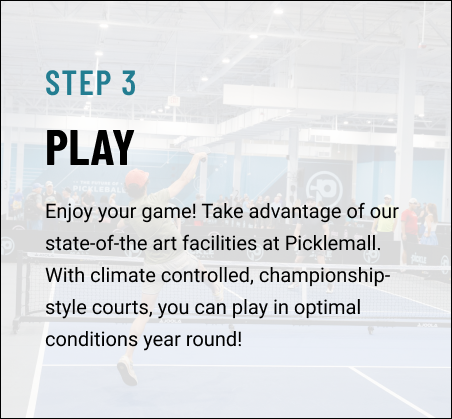 STEP 3
PLAY
Enjoy your game! Take advantage of our
state-of-the art facilities at Picklemall.
With climate controlled, championship-
style courts, you can play in optimal
conditions year round!
PICKLEBALL